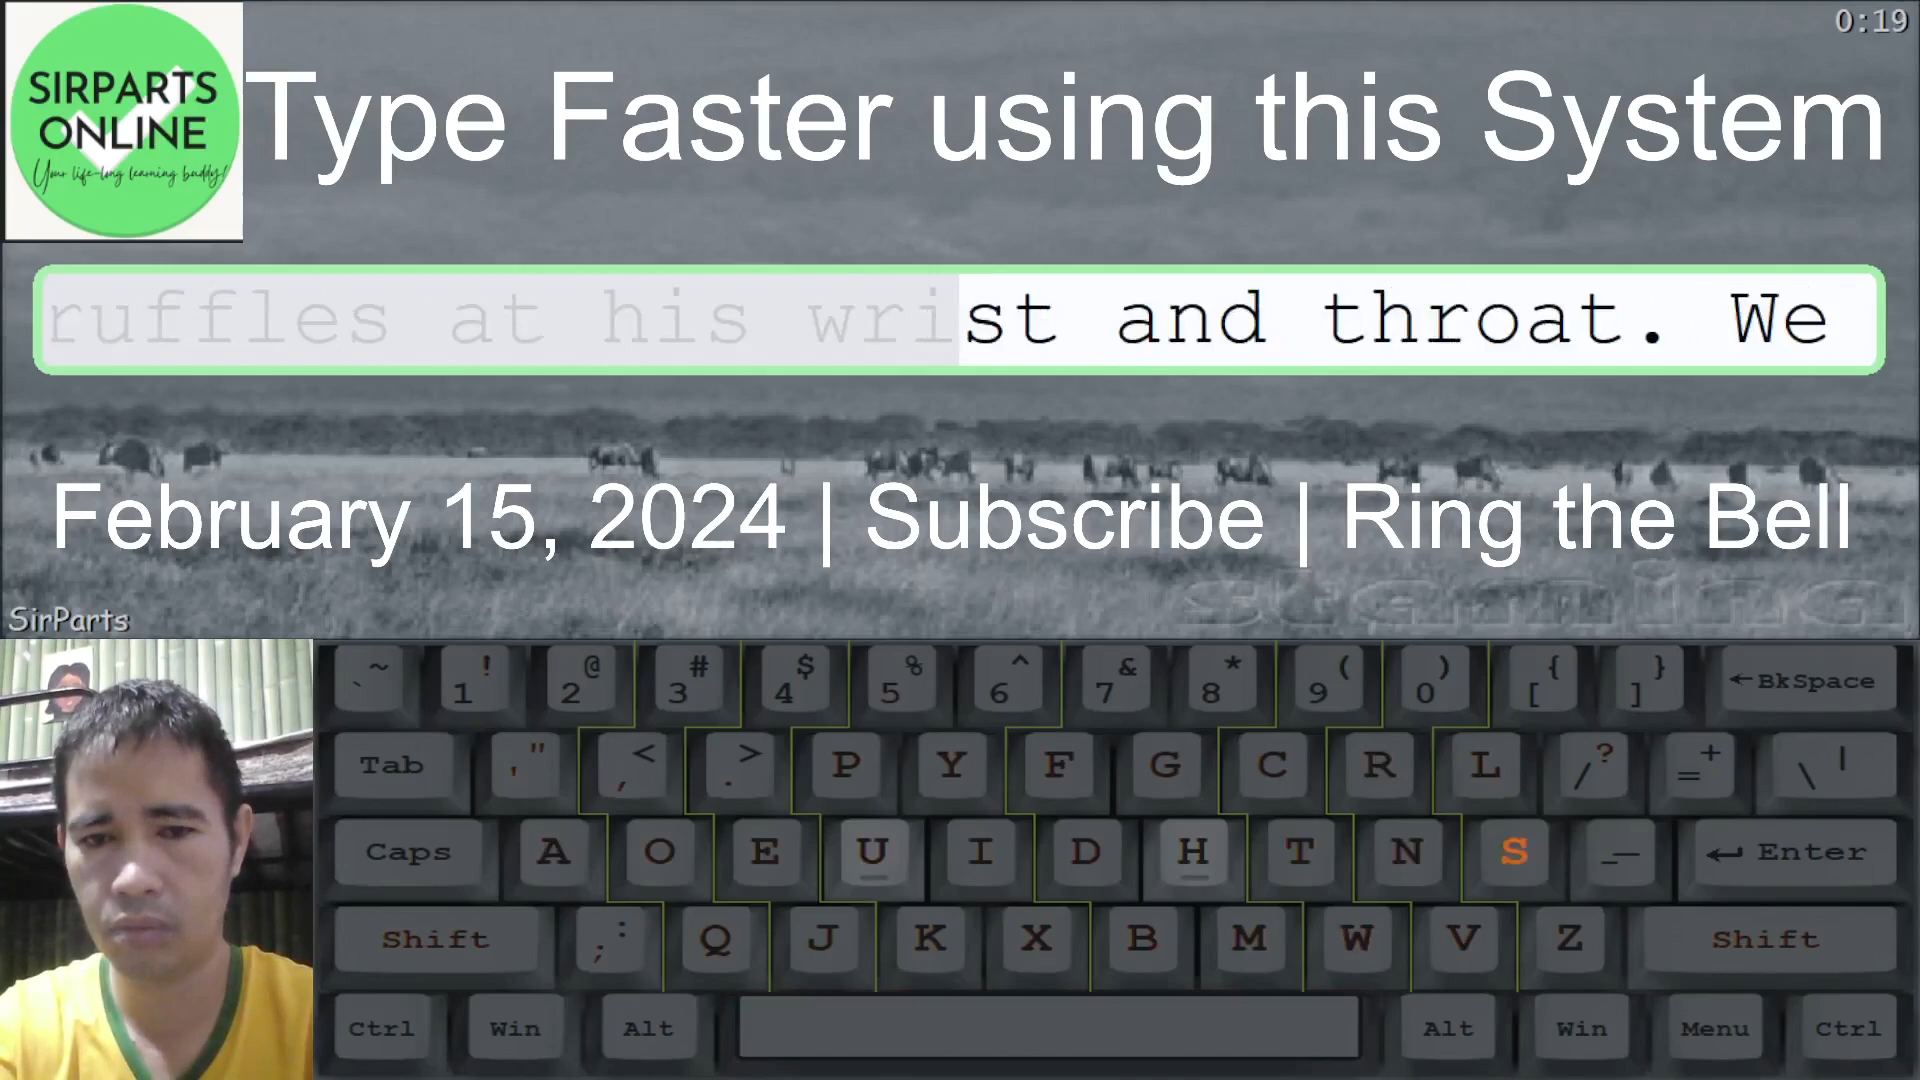 SIRPARTS
ONLINE
Your life-long learning buddy!
0:19
Type Faster using this System
ruffles at his wrist and throat. We
February 15, 2024 | Subscribe | Ring the Bell
stamina
SirParts
~ ` ! 1 @ 2 # 3 $ 4 % 5 ^ 6 & 7 * 8 ( 9 ) 0 { [ } ] ←BkSpace
Tab ' " , < . > P Y F G C R L / ? = + \ |
Caps A O E U I D H T N S - _ Enter
Shift ; : Q J K X B M W V Z Shift
Ctrl Win Alt Alt Win Menu Ctrl